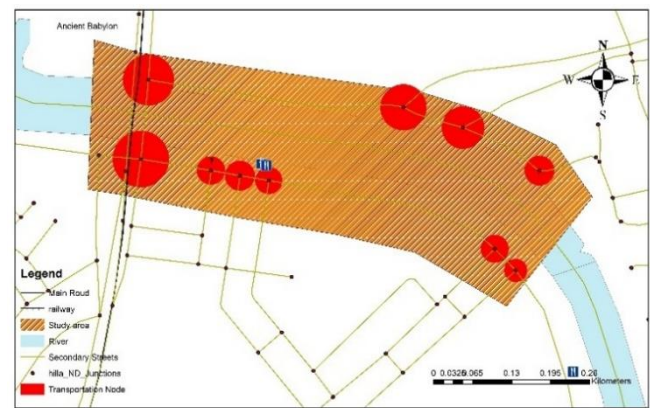 Ancient Babylon
N
W E
S
Legend
Main Roud
railway
Study area
River
Secondary Streets
hilla_ND_Junctions
Transportation Node
0 0.0325 0.065 0.13 0.195 0.26
Kilometers